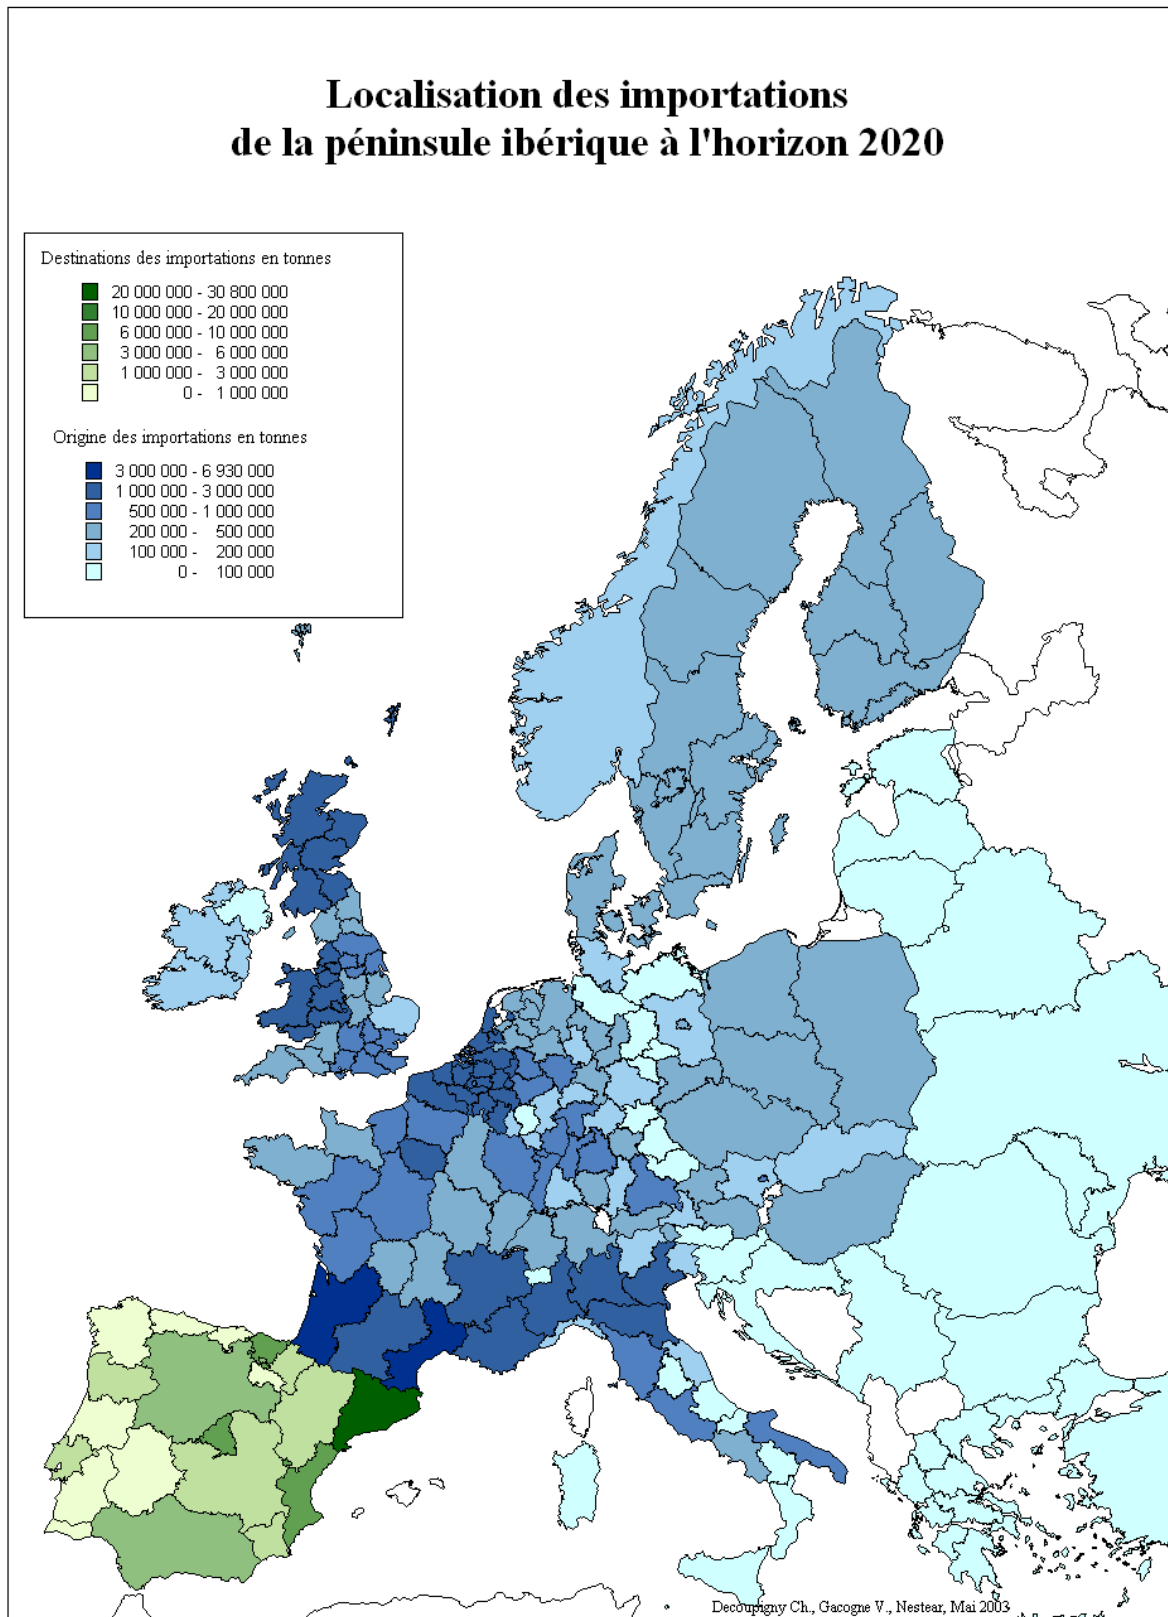 Localisation des importations
de la péninsule ibérique à l'horizon 2020
Destinations des importations en tonnes
20 000 000 - 30 800 000
10 000 000 - 20 000 000
6 000 000 - 10 000 000
3 000 000 - 6 000 000
1 000 000 - 3 000 000
0 - 1 000 000
Origine des importations en tonnes
3 000 000 - 6 930 000
1 000 000 - 3 000 000
500 000 - 1 000 000
200 000 - 500 000
100 000 - 200 000
0 - 100 000
Decoupigny Ch., Gacogne V., Nestear, Mai 2003